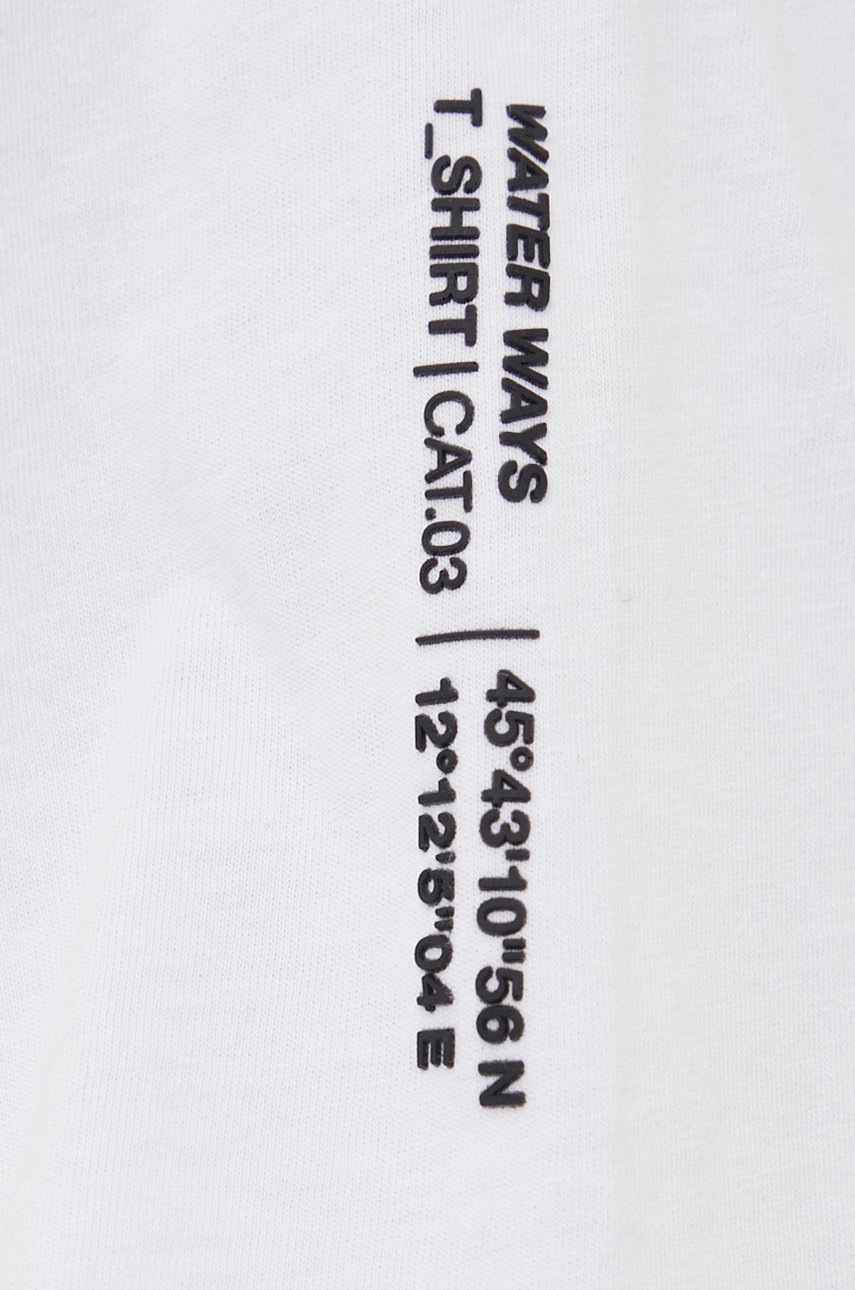 WATER WAYS
T_SHIRT | CAT.03
|
45°43'10"56 N
12°12'5"04 E